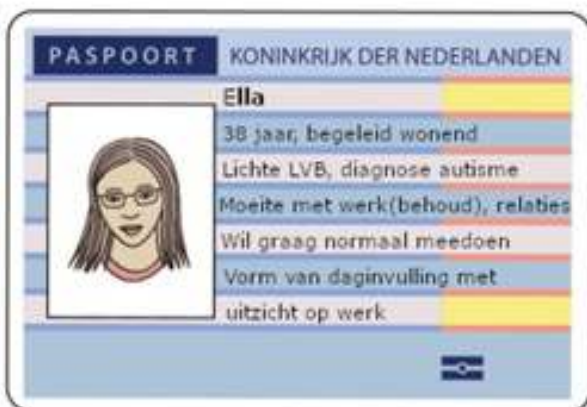 PASPOORT KONINKRIJK DER NEDERLANDEN
Ella
38 jaar, begeleid wonend
Lichte LVB, diagnose autisme
Moeite met werk(behoud), relaties
Wil graag normaal meedoen
Vorm van daginvulling met
uitzicht op werk